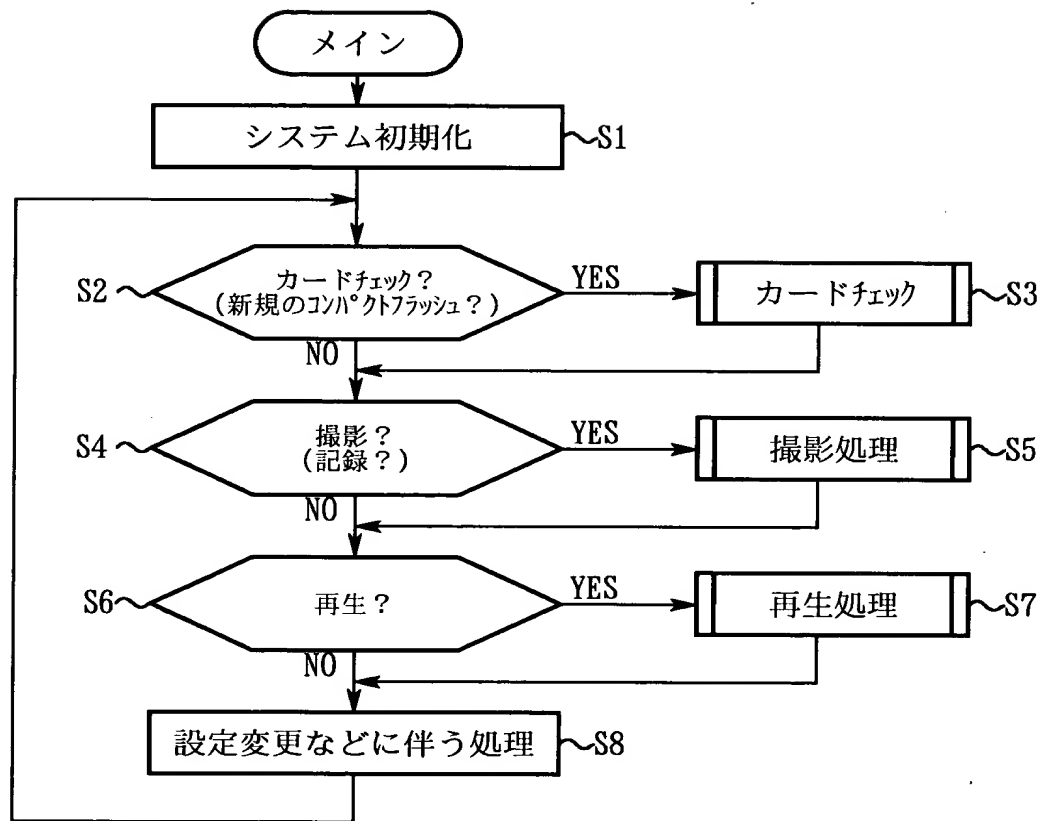 メイン
システム初期化
S1
S2
カードチェック？
(新規のコンパクトフラッシュ？)
YES
カードチェック
S3
NO
S4
撮影？
(記録？)
YES
撮影処理
S5
NO
S6
再生？
YES
再生処理
S7
NO
設定変更などに伴う処理
S8